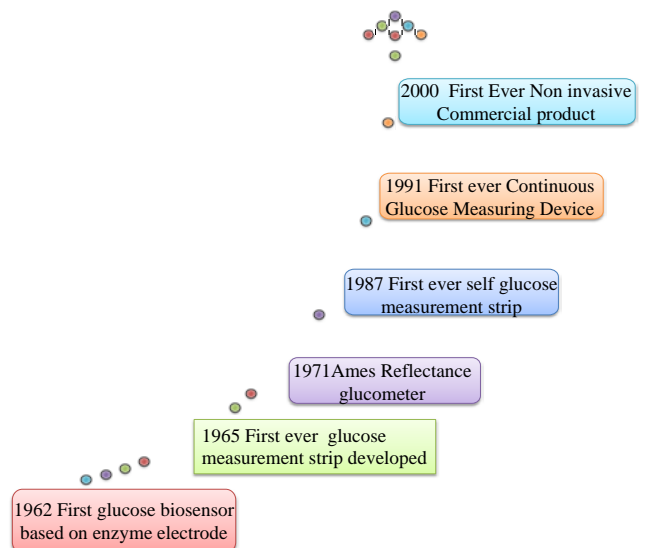 2000 First Ever Non invasive
Commercial product
1991 First ever Continuous
Glucose Measuring Device
1987 First ever self glucose
measurement strip
1971Ames Reflectance
glucometer
1965 First ever glucose
measurement strip developed
1962 First glucose biosensor
based on enzyme electrode